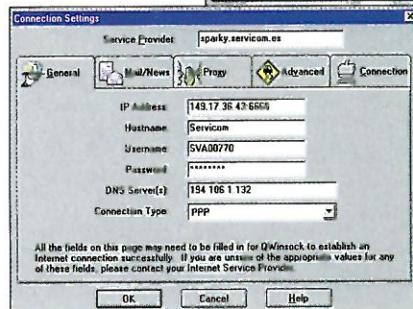 Connection Settings
Service Provider: sparky.servicom.es
General
Mail/News
Proxy
Advanced
Connection
IP Address: 149.17.36.43:6666
Hostname: Servicom
Username: SVA00770
Password: ********
DNS Server(s): 194.106.1.132
Connection Type: PPP
All the fields on this page may need to be filled in for QWinsock to establish an
Internet connection successfully. If you are unsure of the appropriate values for any
of these fields, please contact your Internet Service Provider.
OK
Cancel
Help